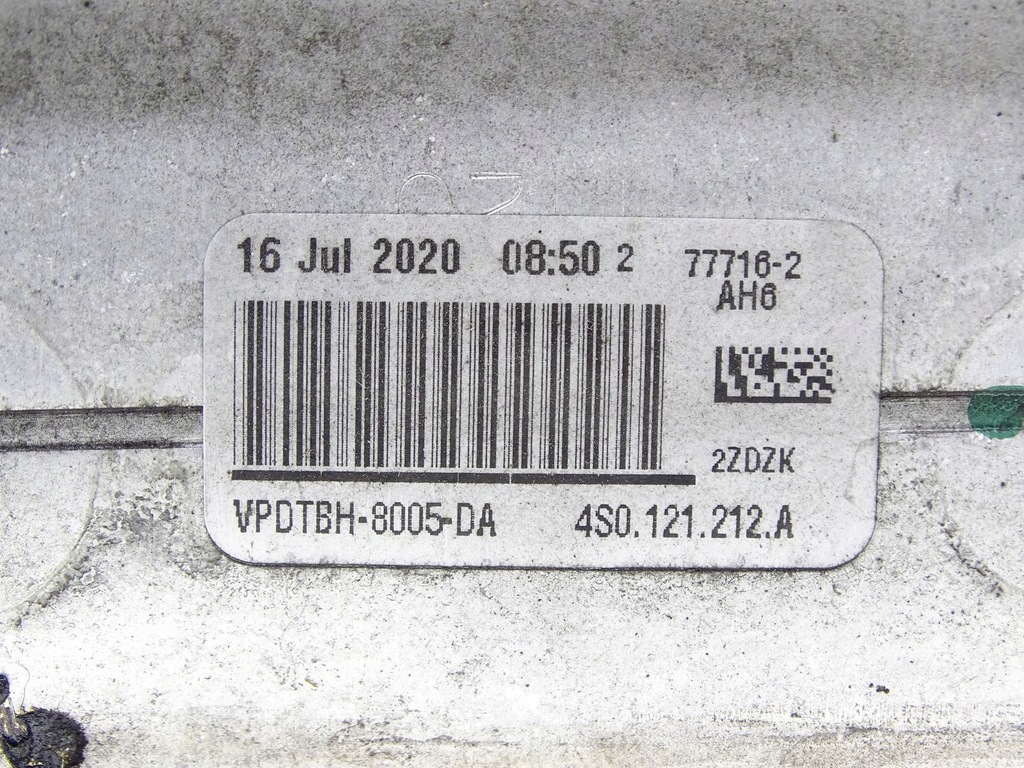 16 Jul 2020 08:50 2
77716-2
AH6
2ZDZK
VPDTBH-8005-DA 4S0.121.212.A